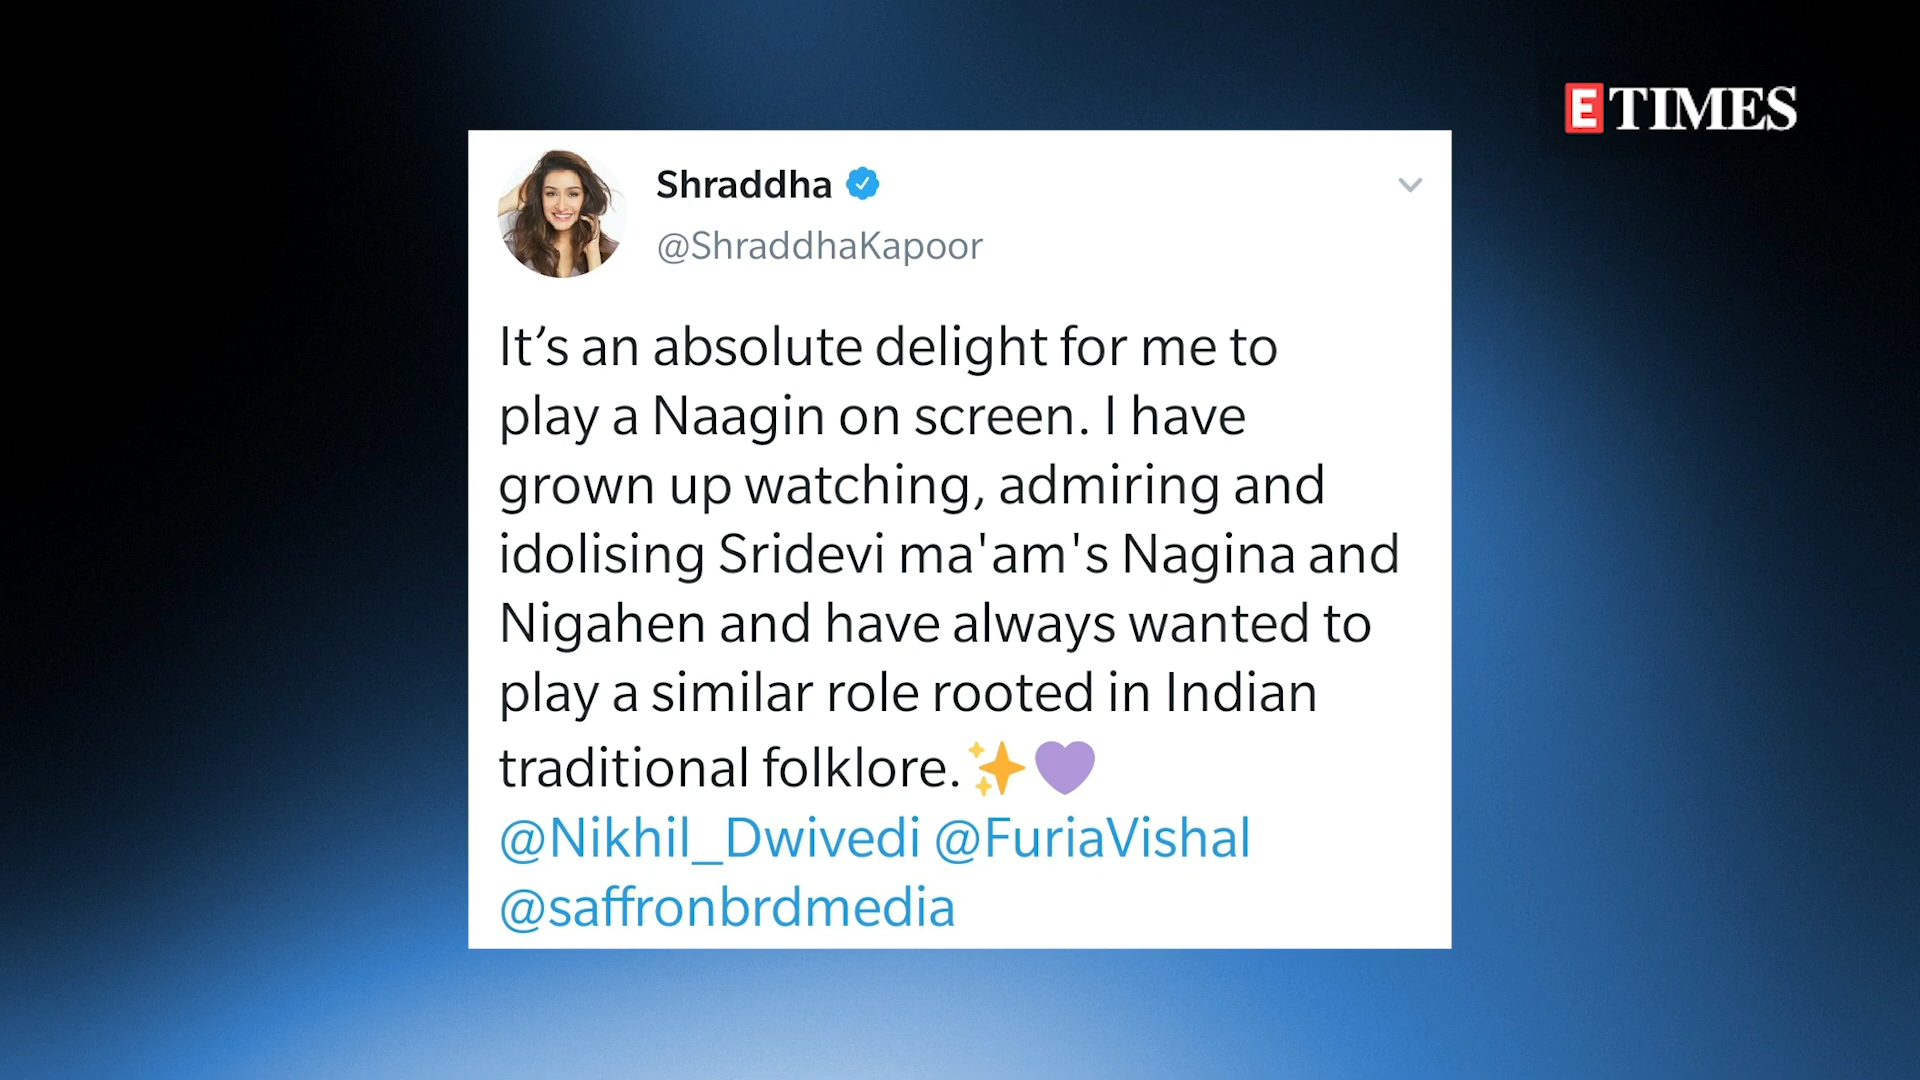 ETIMES
Shraddha
@ShraddhaKapoor
It’s an absolute delight for me to
play a Naagin on screen. I have
grown up watching, admiring and
idolising Sridevi ma'am's Nagina and
Nigahen and have always wanted to
play a similar role rooted in Indian
traditional folklore.✨💜
@Nikhil_Dwivedi @FuriaVishal
@saffronbrdmedia